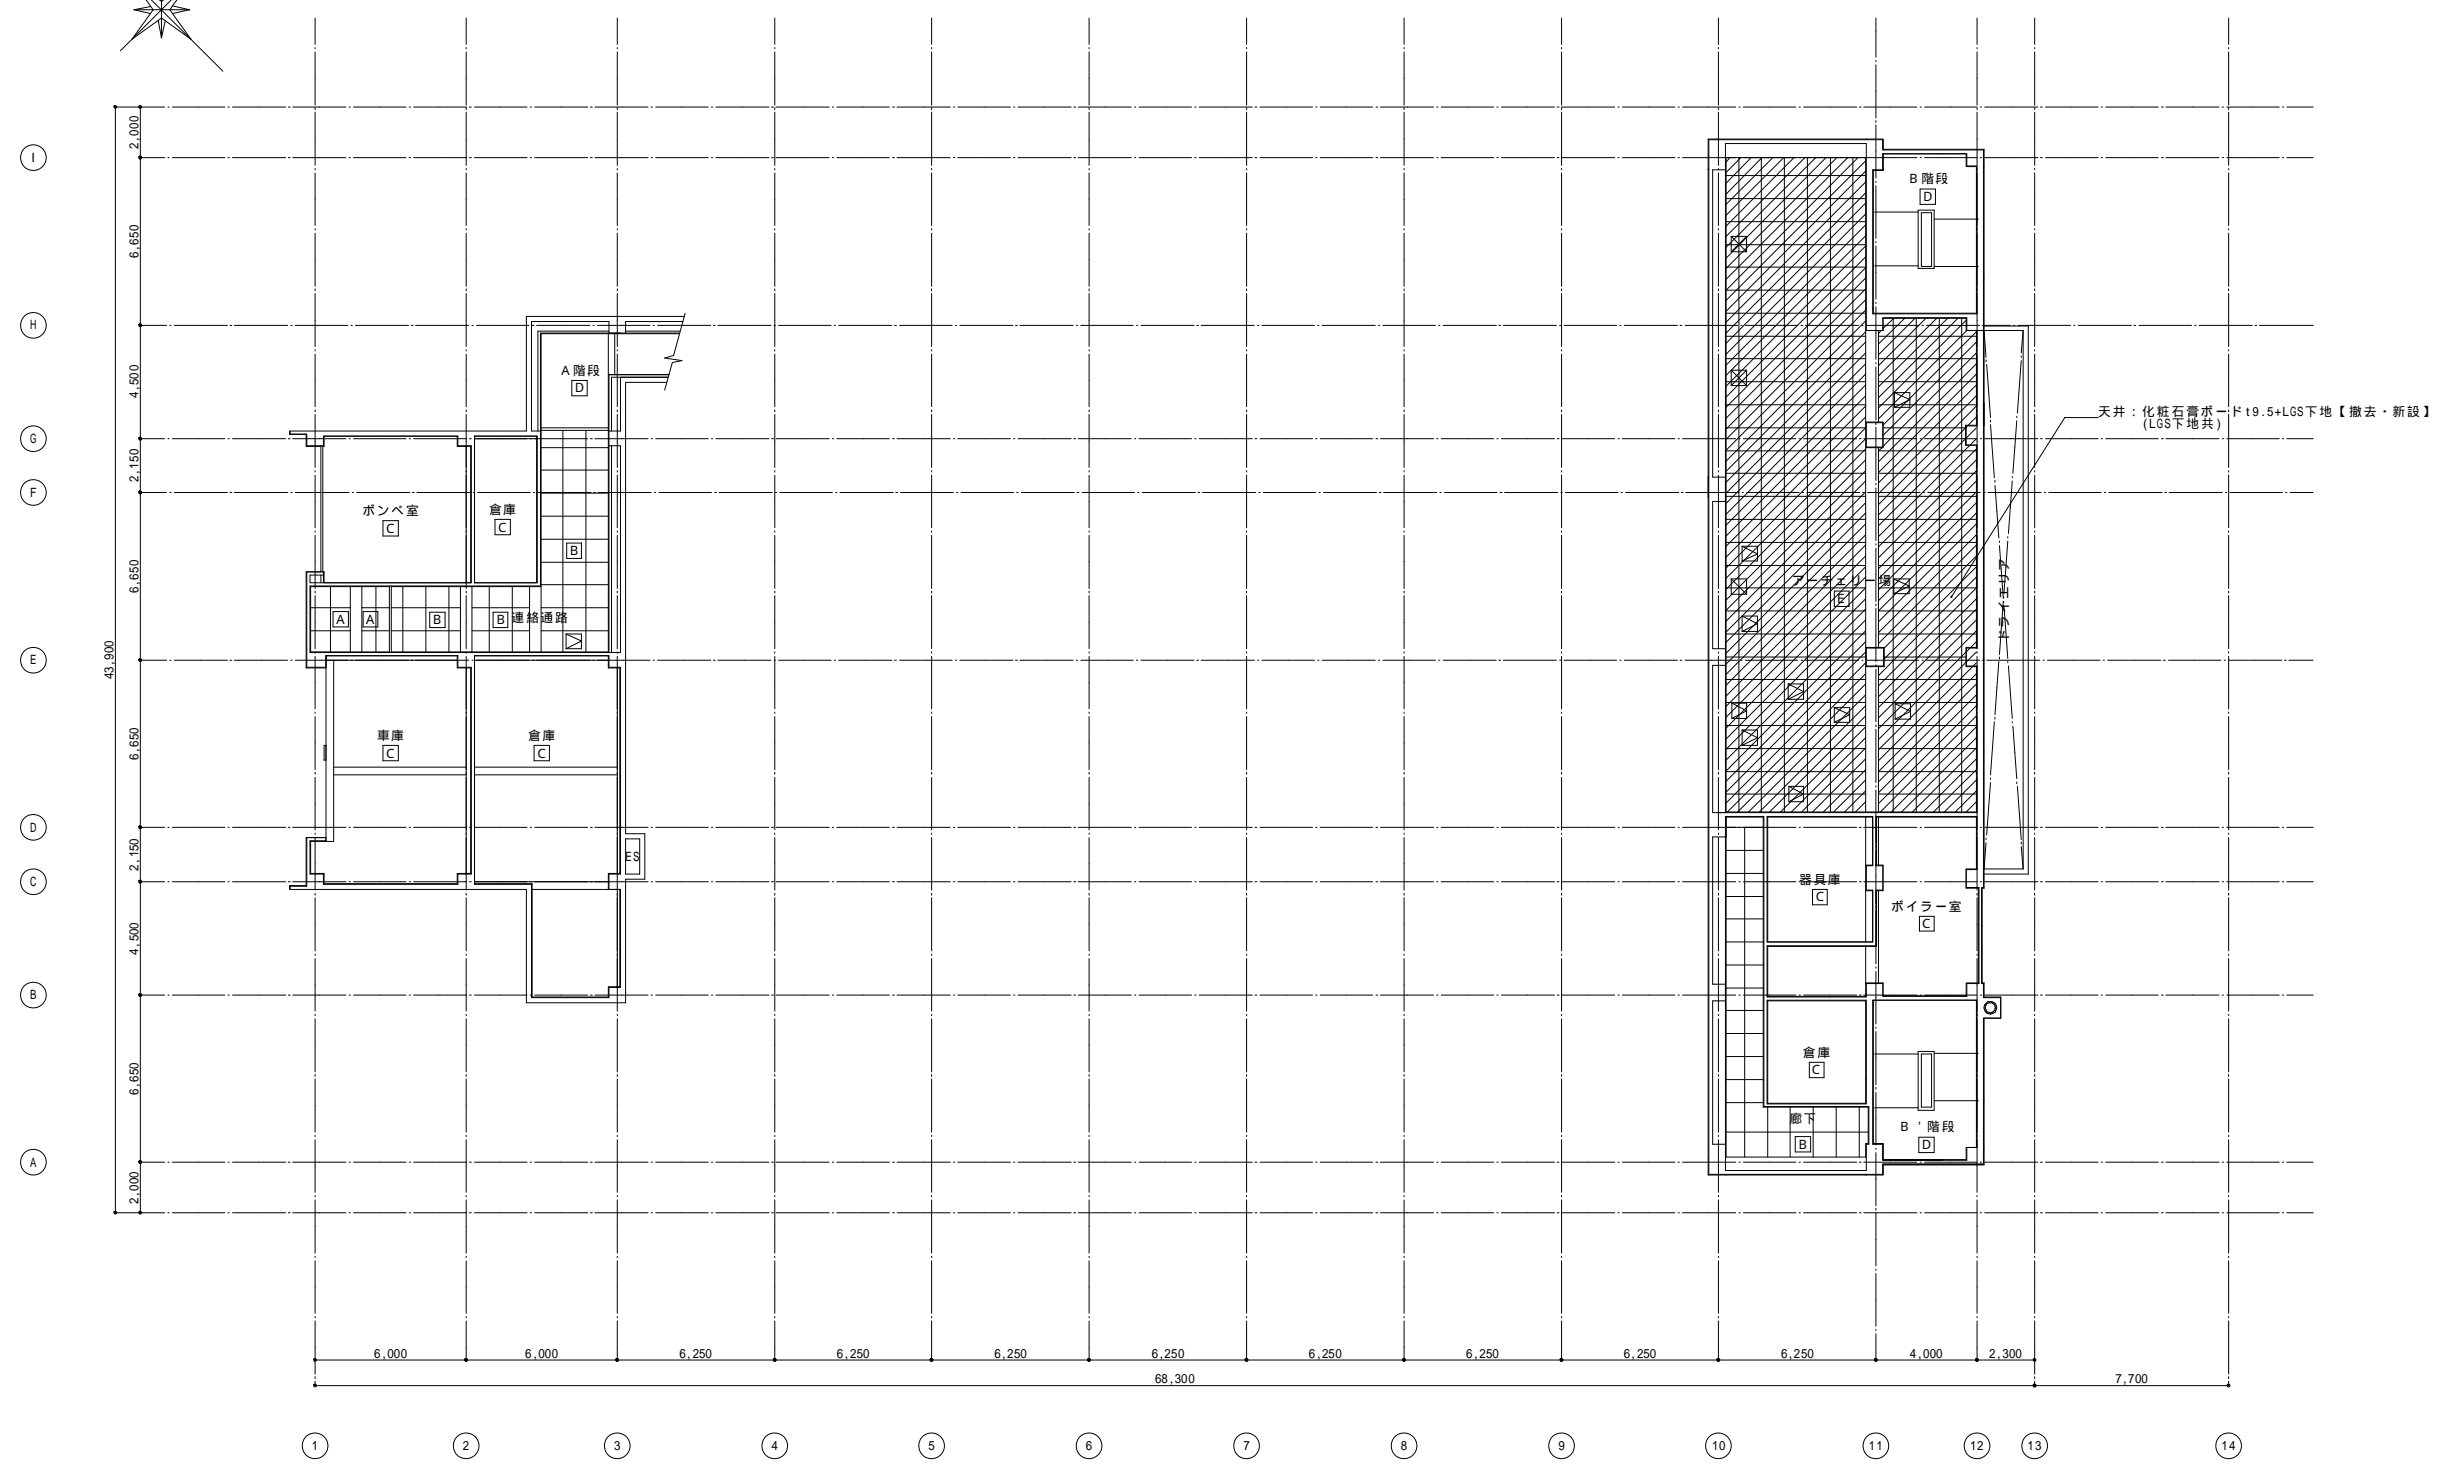 2,000
I
6,650
B階段
D
H
4,500
A階段
D
天井：化粧石膏ボードt9.5+LGS下地【撤去・新設】
(LGS下地共)
G
2,150
F
ボンベ室
C
倉庫
C
B
6,650
アーチェリー場
E
ドライエリア
A
A
B
B
連絡通路
E
43,900
6,650
車庫
C
倉庫
C
D
2,150
ES
C
器具庫
C
ボイラー室
C
4,500
B
倉庫
C
6,650
廊下
B
B'階段
D
A
2,000
6,000
6,000
6,250
6,250
6,250
6,250
6,250
6,250
6,250
6,250
4,000
2,300
68,300
7,700
1
2
3
4
5
6
7
8
9
10
11
12
13
14